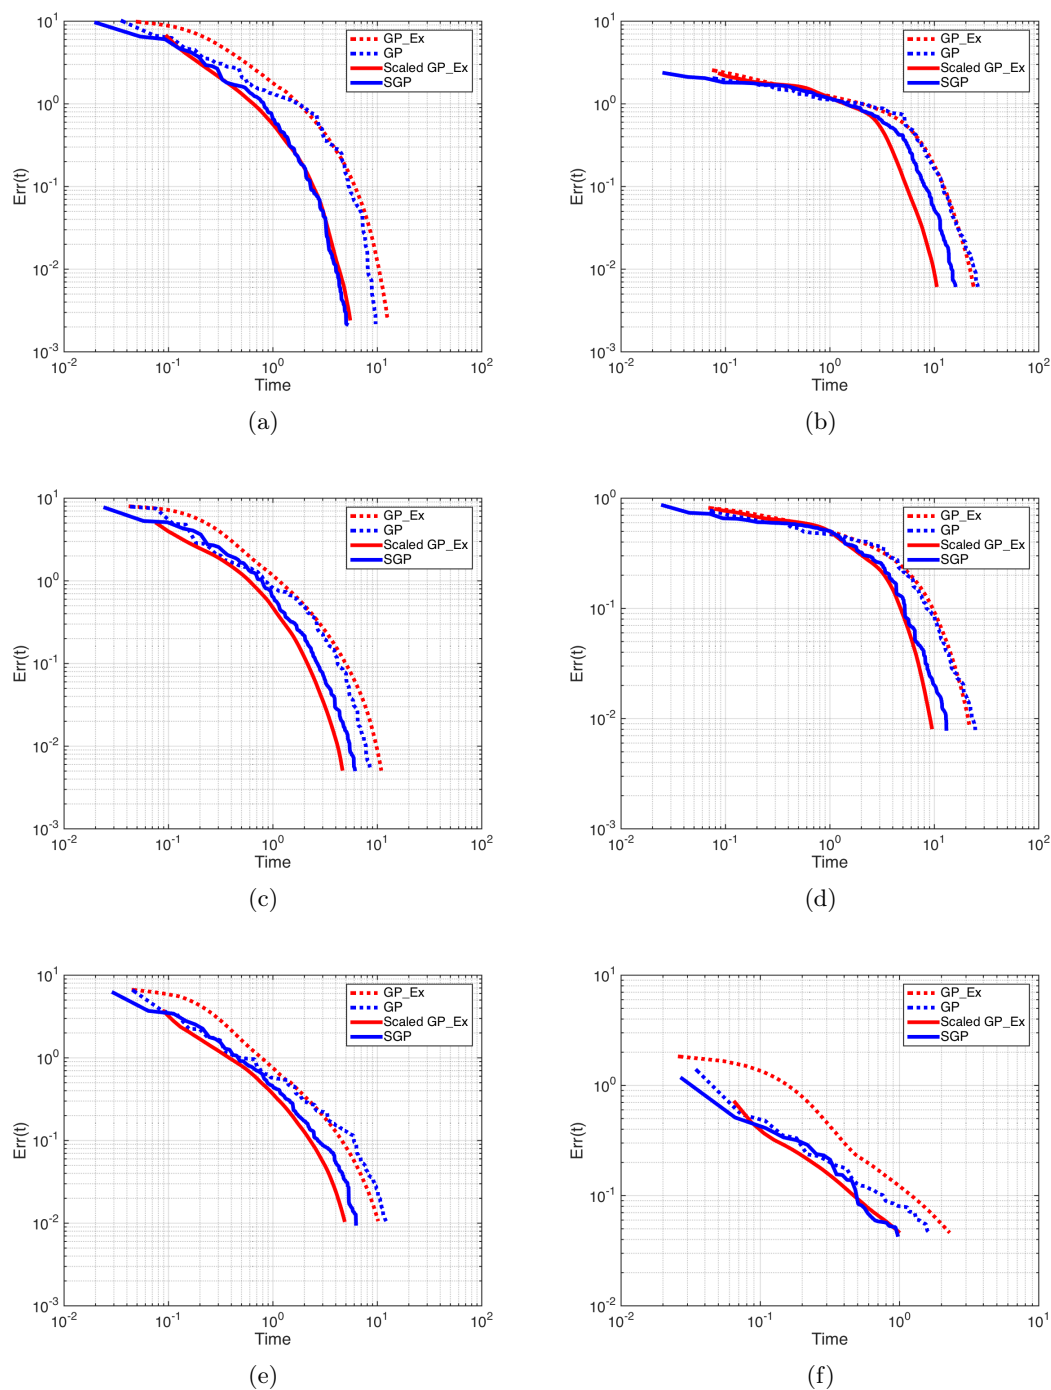 Err(t)
10^1
10^0
10^-1
10^-2
10^-3
GP_Ex
GP
Scaled GP_Ex
SGP
10^-2 10^-1 10^0 10^1 10^2
Time
(a)
Err(t)
10^1
10^0
10^-1
10^-2
10^-3
GP_Ex
GP
Scaled GP_Ex
SGP
10^-2 10^-1 10^0 10^1 10^2
Time
(b)
Err(t)
10^1
10^0
10^-1
10^-2
10^-3
GP_Ex
GP
Scaled GP_Ex
SGP
10^-2 10^-1 10^0 10^1 10^2
Time
(c)
Err(t)
10^0
10^-1
10^-2
10^-3
GP_Ex
GP
Scaled GP_Ex
SGP
10^-2 10^-1 10^0 10^1 10^2
Time
(d)
Err(t)
10^1
10^0
10^-1
10^-2
10^-3
GP_Ex
GP
Scaled GP_Ex
SGP
10^-2 10^-1 10^0 10^1 10^2
Time
(e)
Err(t)
10^1
10^0
10^-1
10^-2
GP_Ex
GP
Scaled GP_Ex
SGP
10^-2 10^-1 10^0 10^1
Time
(f)